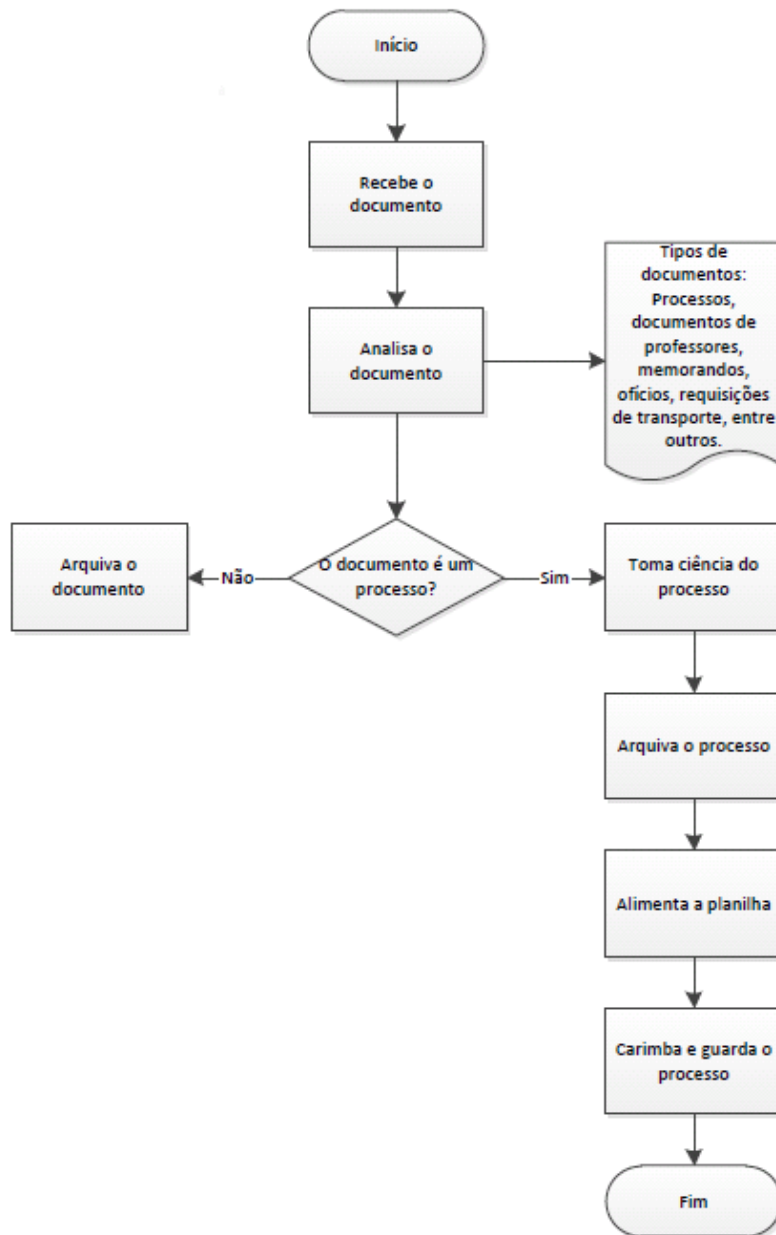 Início
Recebe o
documento
Analisa o
documento
Tipos de
documentos:
Processos,
documentos de
professores,
memorandos,
ofícios, requisições
de transporte, entre
outros.
O documento é um
processo?
Não
Arquiva o
documento
Sim
Toma ciência do
processo
Arquiva o processo
Alimenta a planilha
Carimba e guarda o
processo
Fim